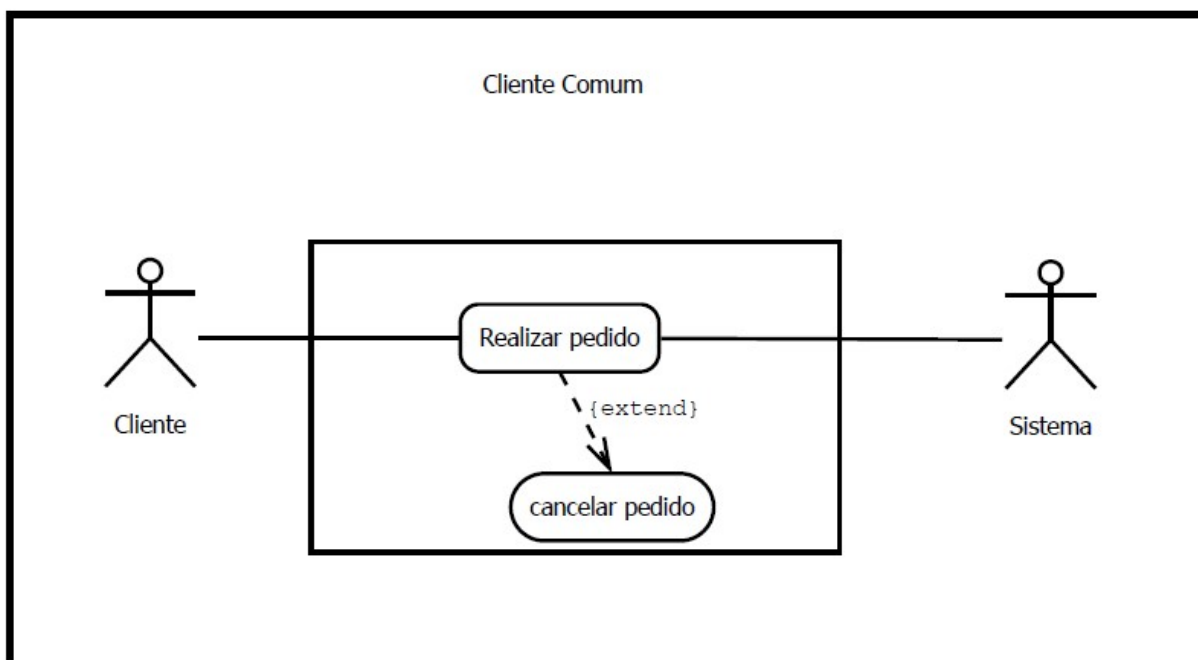 Cliente Comum
Realizar pedido
{extend}
Cliente
Sistema
cancelar pedido